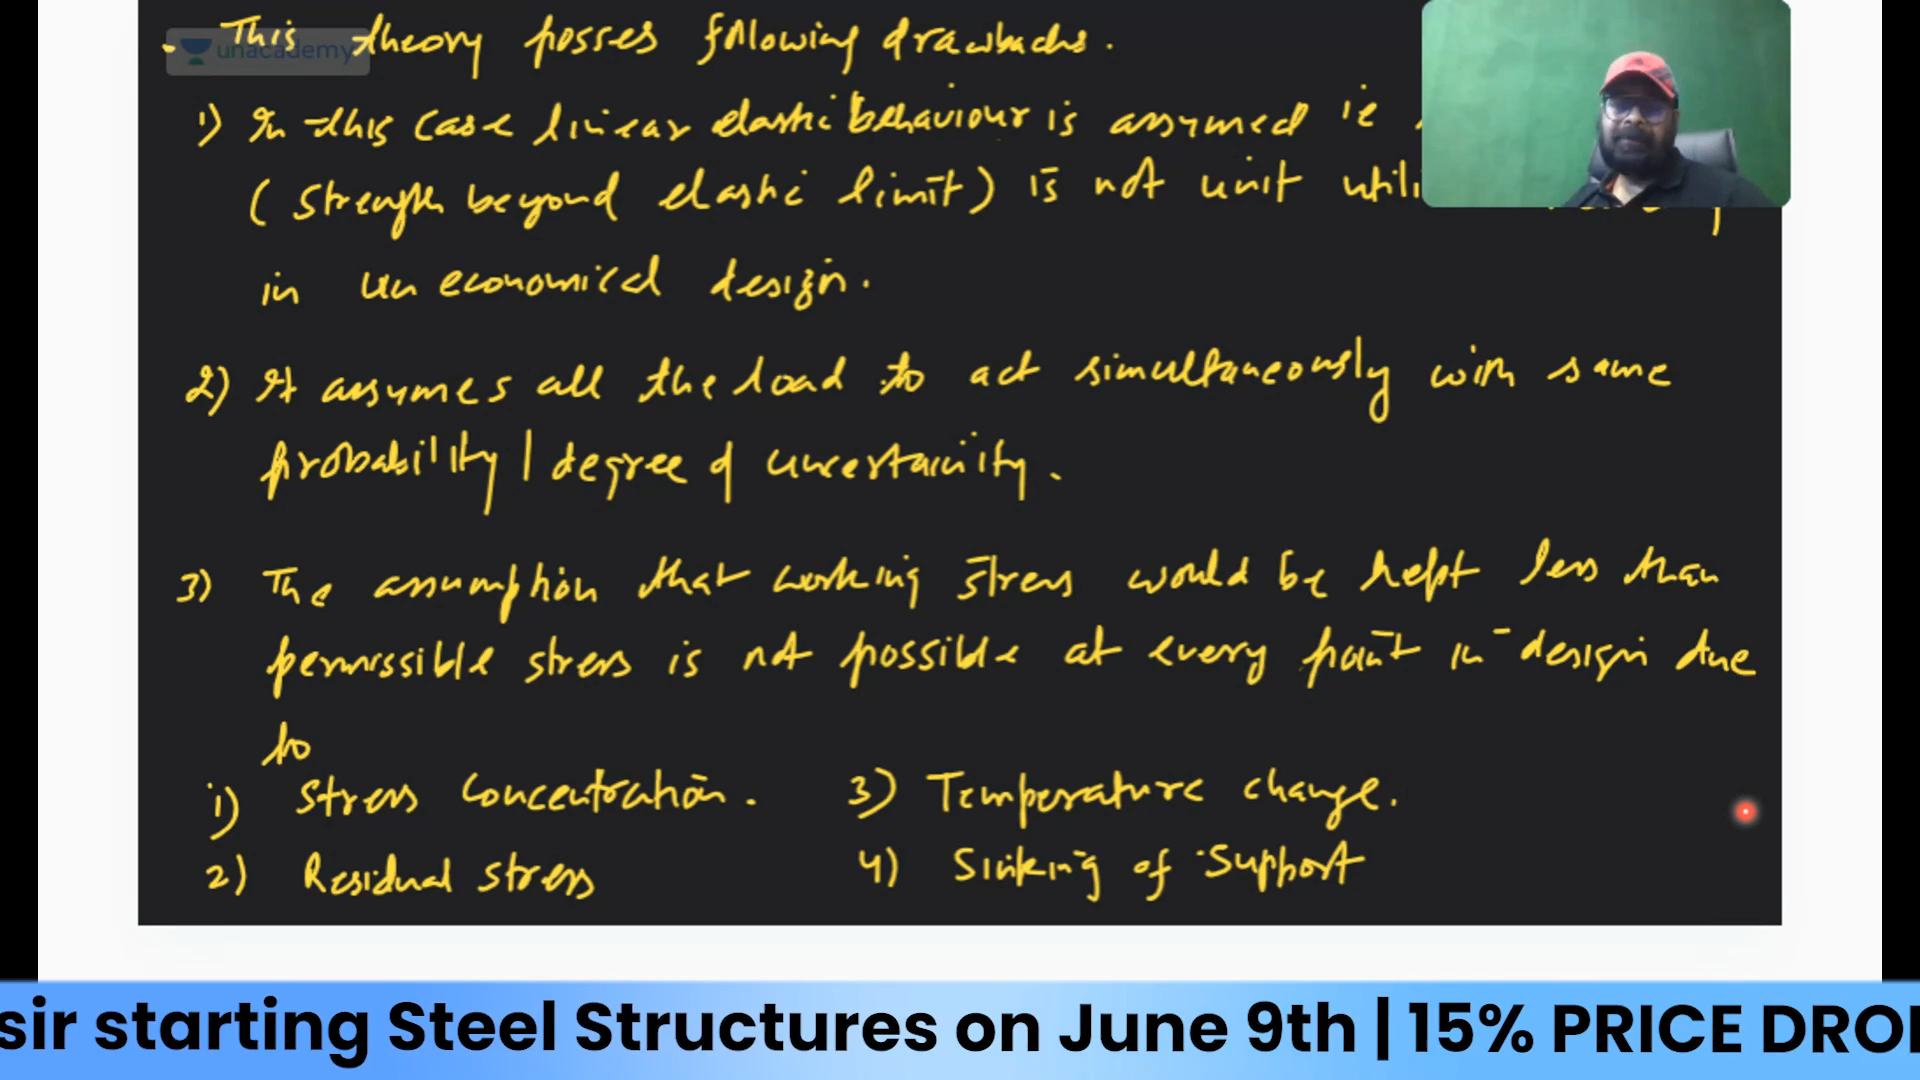 - This theory posses following drawbacks.
unacademy
1) In this case linear elastic behaviour is assumed ie
(strength beyond elastic limit) is not unit utili
in uneconomical design.
2) It assumes all the load to act simultaneously with same
probability / degree of uncertainity.
3) The assumption that working stress would be kept less than
permissible stress is not possible at every point in design due
to
i) Stress concentration.
3) Temperature change.
2) Residual stress
4) Sinking of Support
sir starting Steel Structures on June 9th | 15% PRICE DRO